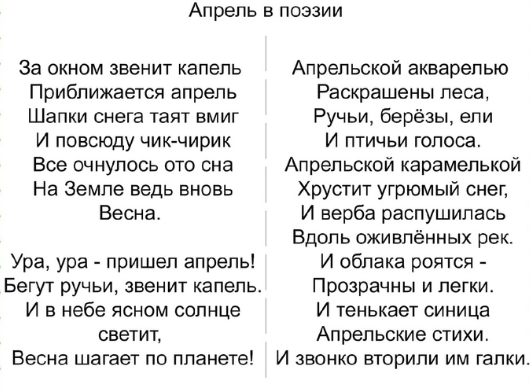 Апрель в поэзии
За окном звенит капель
Приближается апрель
Шапки снега таят вмиг
И повсюду чик-чирик
Все очнулось ото сна
На Земле ведь вновь
Весна.
Ура, ура - пришел апрель!
Бегут ручьи, звенит капель.
И в небе ясном солнце
светит,
Весна шагает по планете!
Апрельской акварелью
Раскрашены леса,
Ручьи, берёзы, ели
И птичьи голоса.
Апрельской карамелькой
Хрустит угрюмый снег,
И верба распушилась
Вдоль оживлённых рек.
И облака роятся -
Прозрачны и легки.
И тенькает синица
Апрельские стихи.
И звонко вторили им галки.